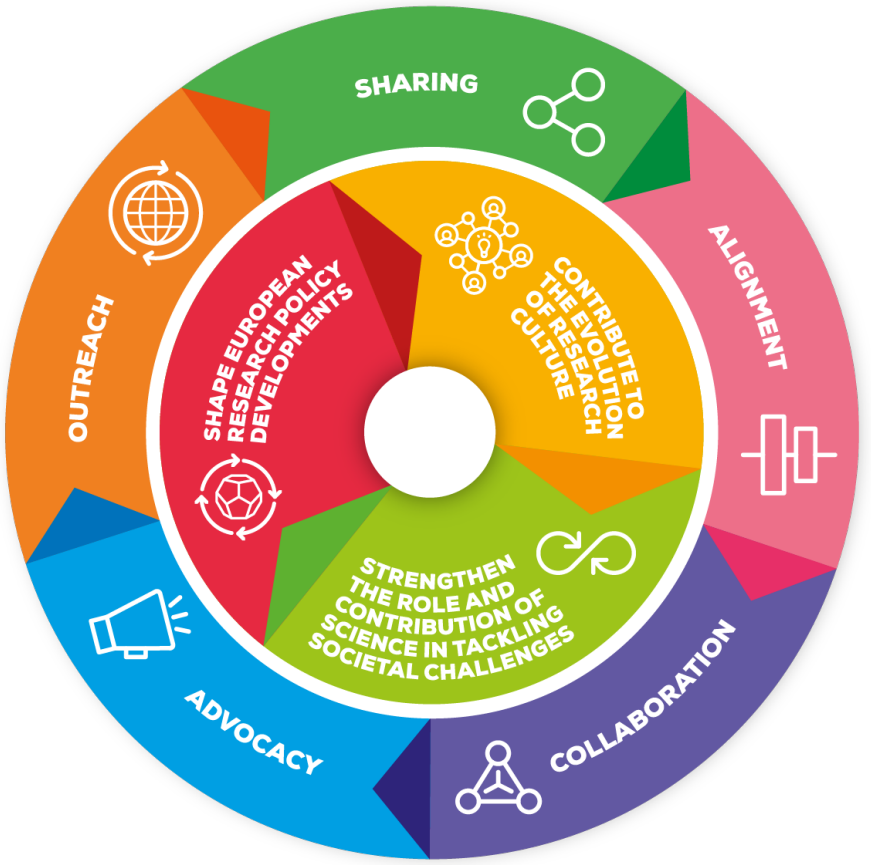 SHARING
ALIGNMENT
COLLABORATION
ADVOCACY
OUTREACH
SHAPE EUROPEAN
RESEARCH POLICY
DEVELOPMENTS
CONTRIBUTE TO
THE EVOLUTION
OF RESEARCH
CULTURE
STRENGTHEN
THE ROLE AND
CONTRIBUTION OF
SCIENCE IN TACKLING
SOCIETAL CHALLENGES